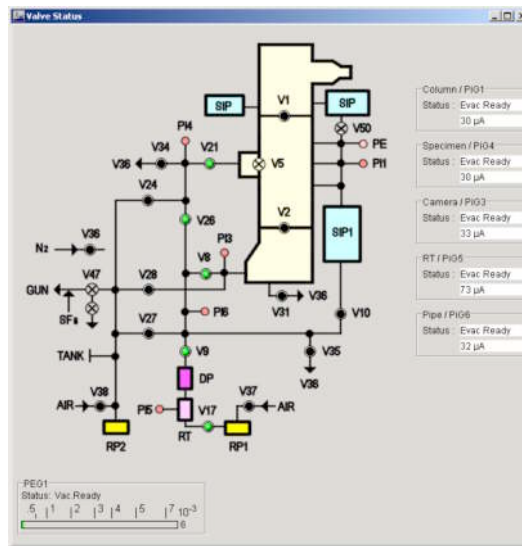 Valve Status
SIP
V1
SIP
Column / PiG1
Status : Evac Ready
30 µA
PI4
V50
V34
V21
PE
V36
V5
PI1
Specimen / PiG4
Status : Evac Ready
30 µA
V24
V26
V2
SIP1
Camera / PiG3
Status : Evac Ready
33 µA
V36
N2
PI3
V47
V28
V8
GUN
V31
V36
RT / PiG5
Status : Evac Ready
73 µA
SF6
PI6
V10
V27
Pipe / PiG6
Status : Evac Ready
32 µA
TANK
V9
V35
DP
V36
AIR
V38
PI5
V17
V37
AIR
RP2
RT
RP1
PEG1
Status: Vac.Ready
.5 1 2 3 4 5 7 10-3
6